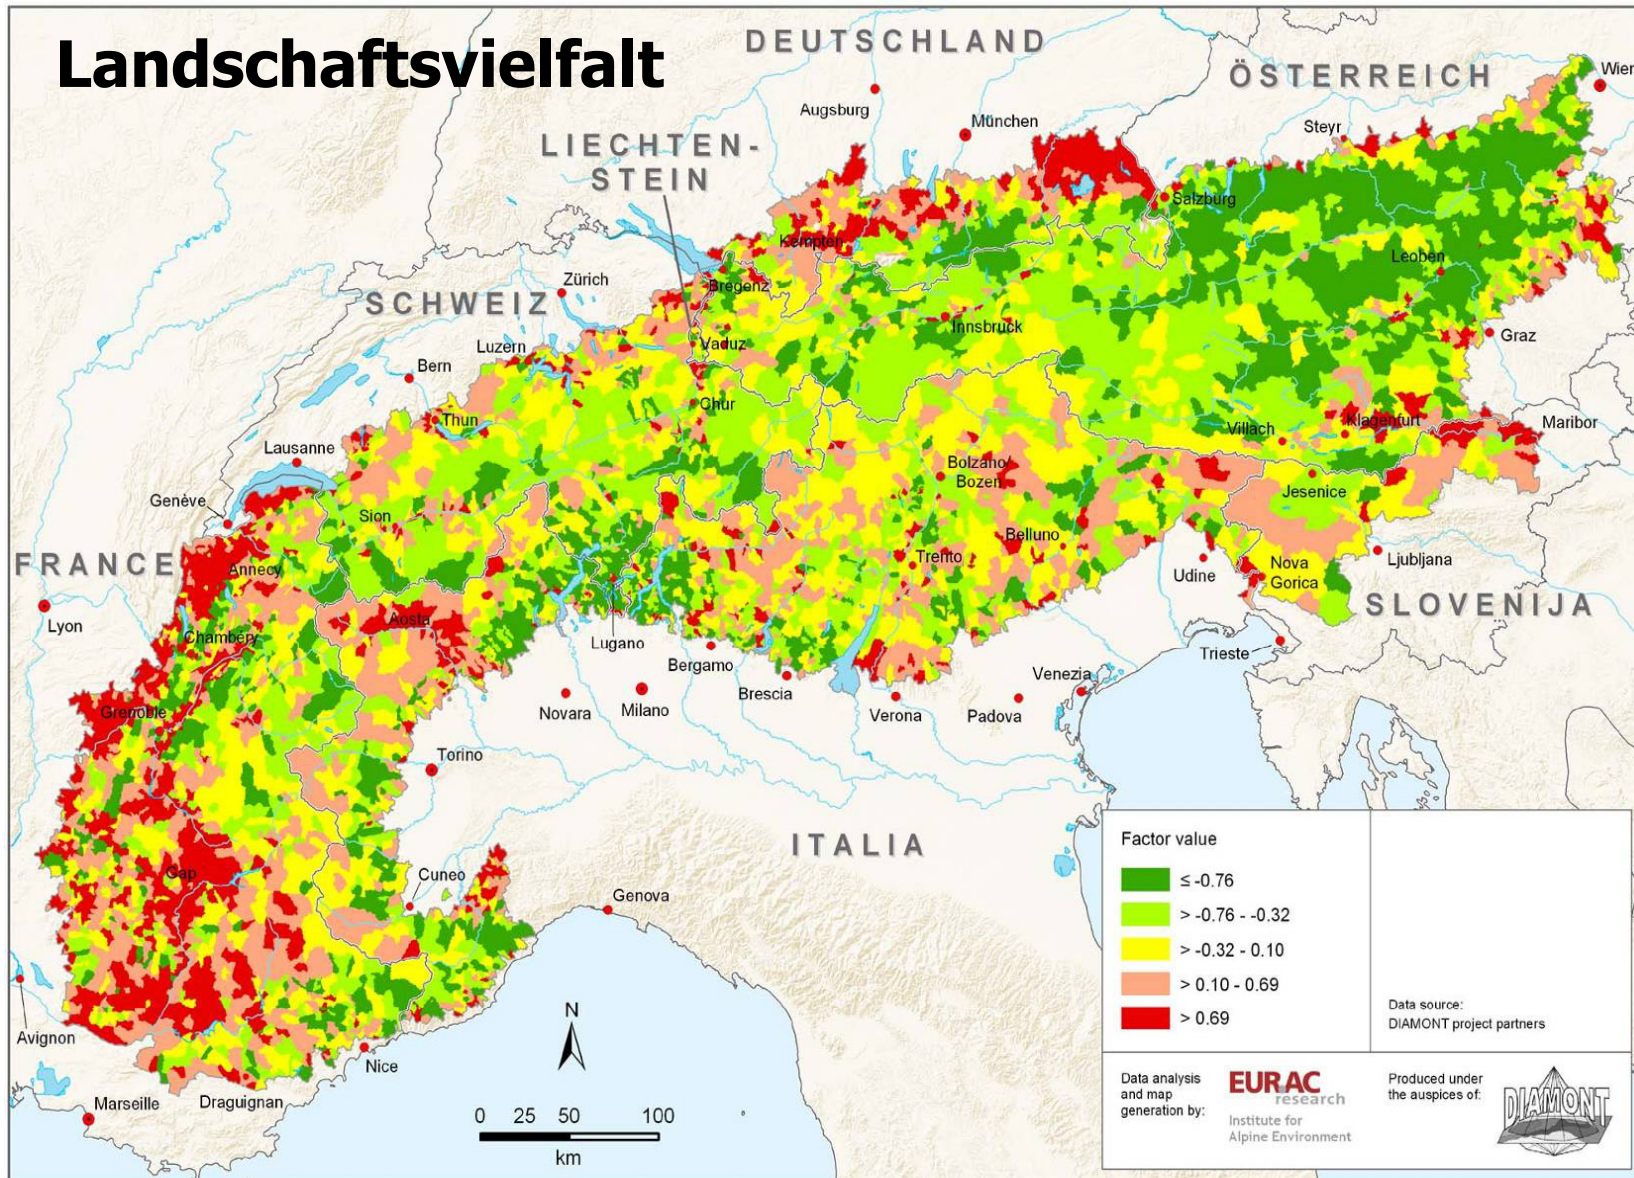 Landschaftsvielfalt
DEUTSCHLAND
ÖSTERREICH
Wien
Augsburg
München
Steyr
LIECHTEN-
STEIN
Salzburg
Kempten
Leoben
Zürich
Bregenz
SCHWEIZ
Innsbruck
Graz
Luzern
Vaduz
Bern
Chur
Thun
Klagenfurt
Maribor
Villach
Lausanne
Bolzano/
Bozen
Jesenice
Genève
Sion
Belluno
FRANCE
Annecy
Trento
Nova
Gorica
Ljubljana
Udine
SLOVENIJA
Lyon
Aosta
Chambéry
Lugano
Trieste
Bergamo
Venezia
Brescia
Grenoble
Novara
Milano
Verona
Padova
Torino
ITALIA
Gap
Cuneo
Genova
Avignon
Nice
Marseille
Draguignan
N
0 25 50 100
km
Factor value
≤ -0.76
> -0.76 - -0.32
> -0.32 - 0.10
> 0.10 - 0.69
> 0.69
Data source:
DIAMONT project partners
Data analysis
and map
generation by:
EURAC
research
Institute for
Alpine Environment
Produced under
the auspices of:
DIAMONT